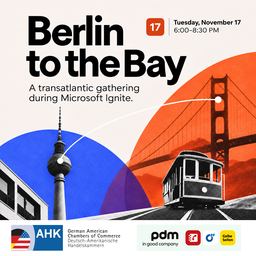 Berlin
to the Bay
17
Tuesday, November 17
6:00–8:30 PM
A transatlantic gathering
during Microsoft Ignite.
AHK
German American
Chambers of Commerce
Deutsch-Amerikanische
Handelskammern
pdm
in good company